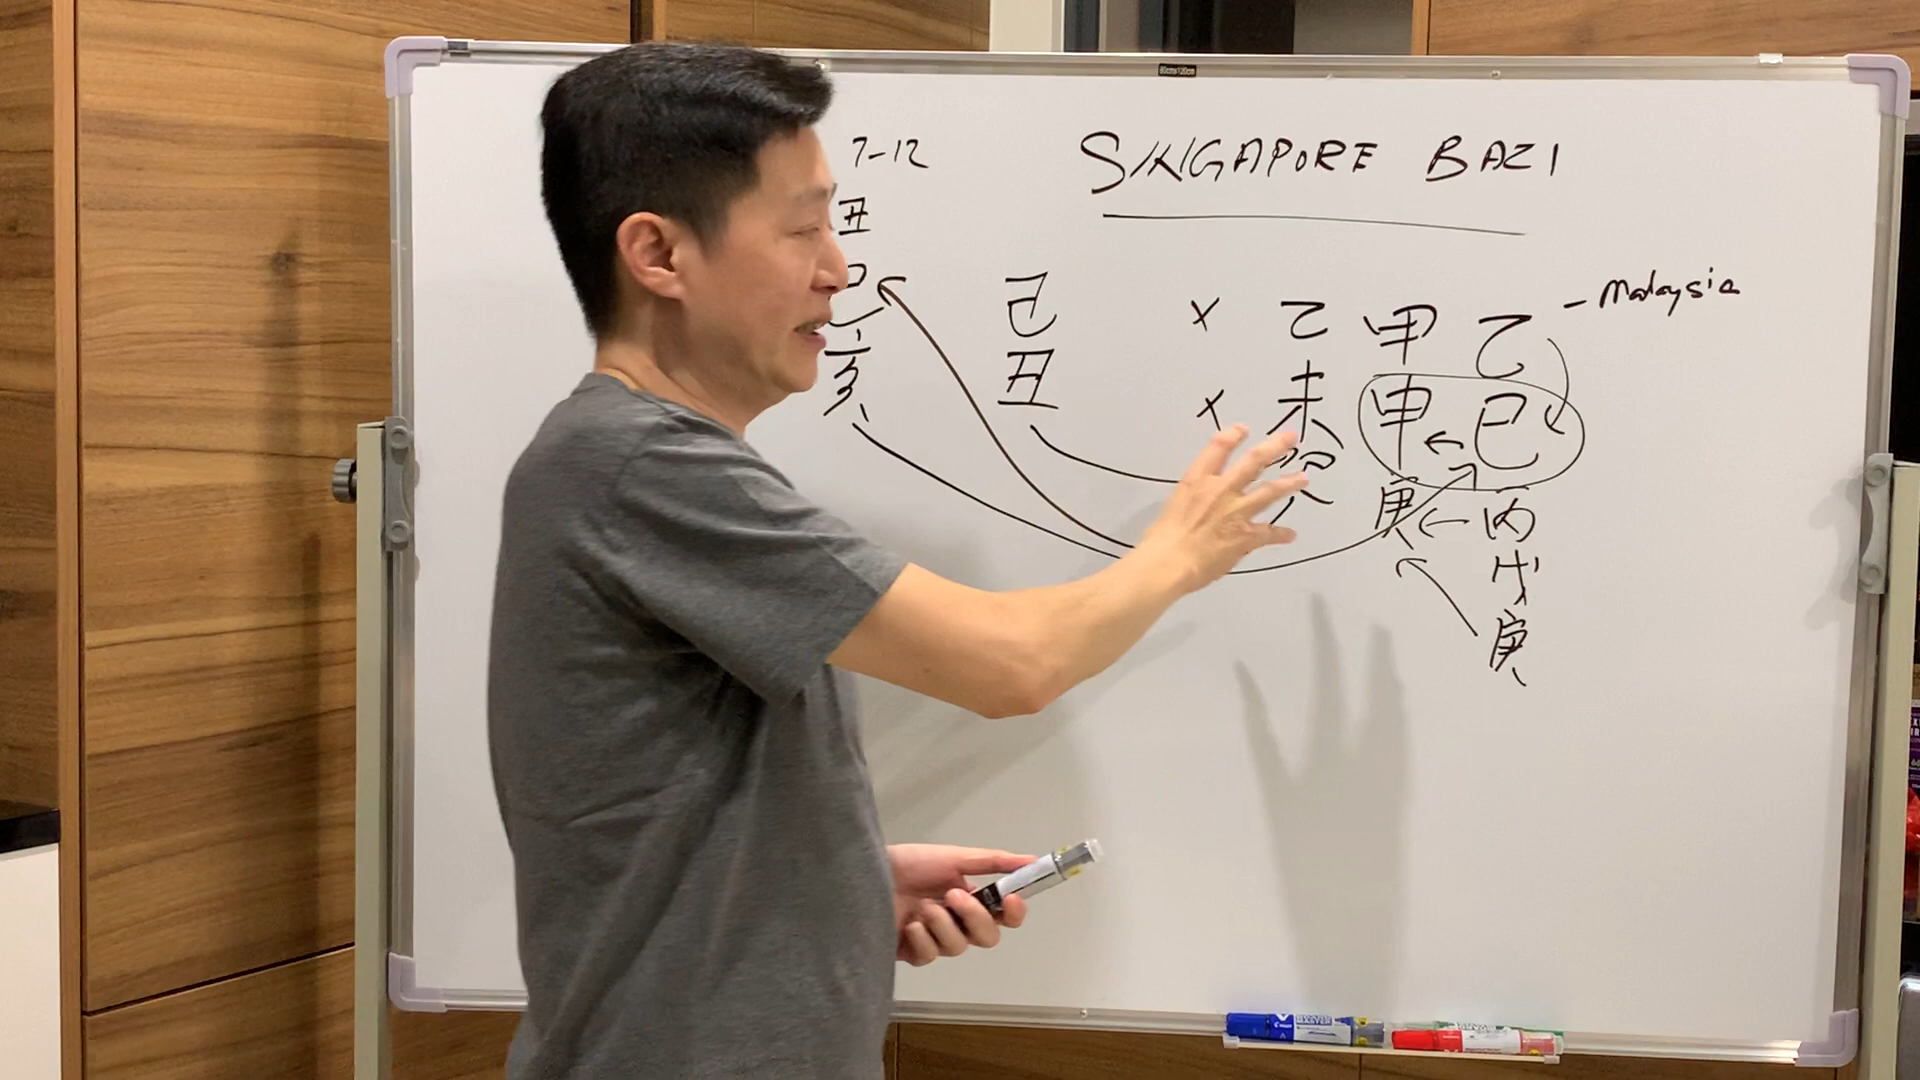 7-12
SINGAPORE BAZI
丑
- Malaysia
己 x 乙 甲 乙
亥 丑 x 未 申 巳
庚 丙
戊
庚